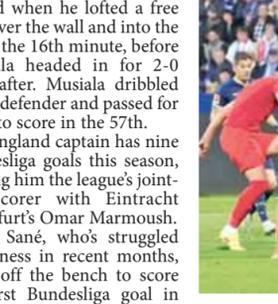 d when he lofted a free
ver the wall and into the
the 16th minute, before
la headed in for 2-0
after. Musiala dribbled
defender and passed for
to score in the 57th.
ngland captain has nine
esliga goals this season,
g him the league's joint-
corer with Eintracht
furt's Omar Marmoush.
Sané, who's struggled
ness in recent months,
off the bench to score
rst Bundesliga goal in